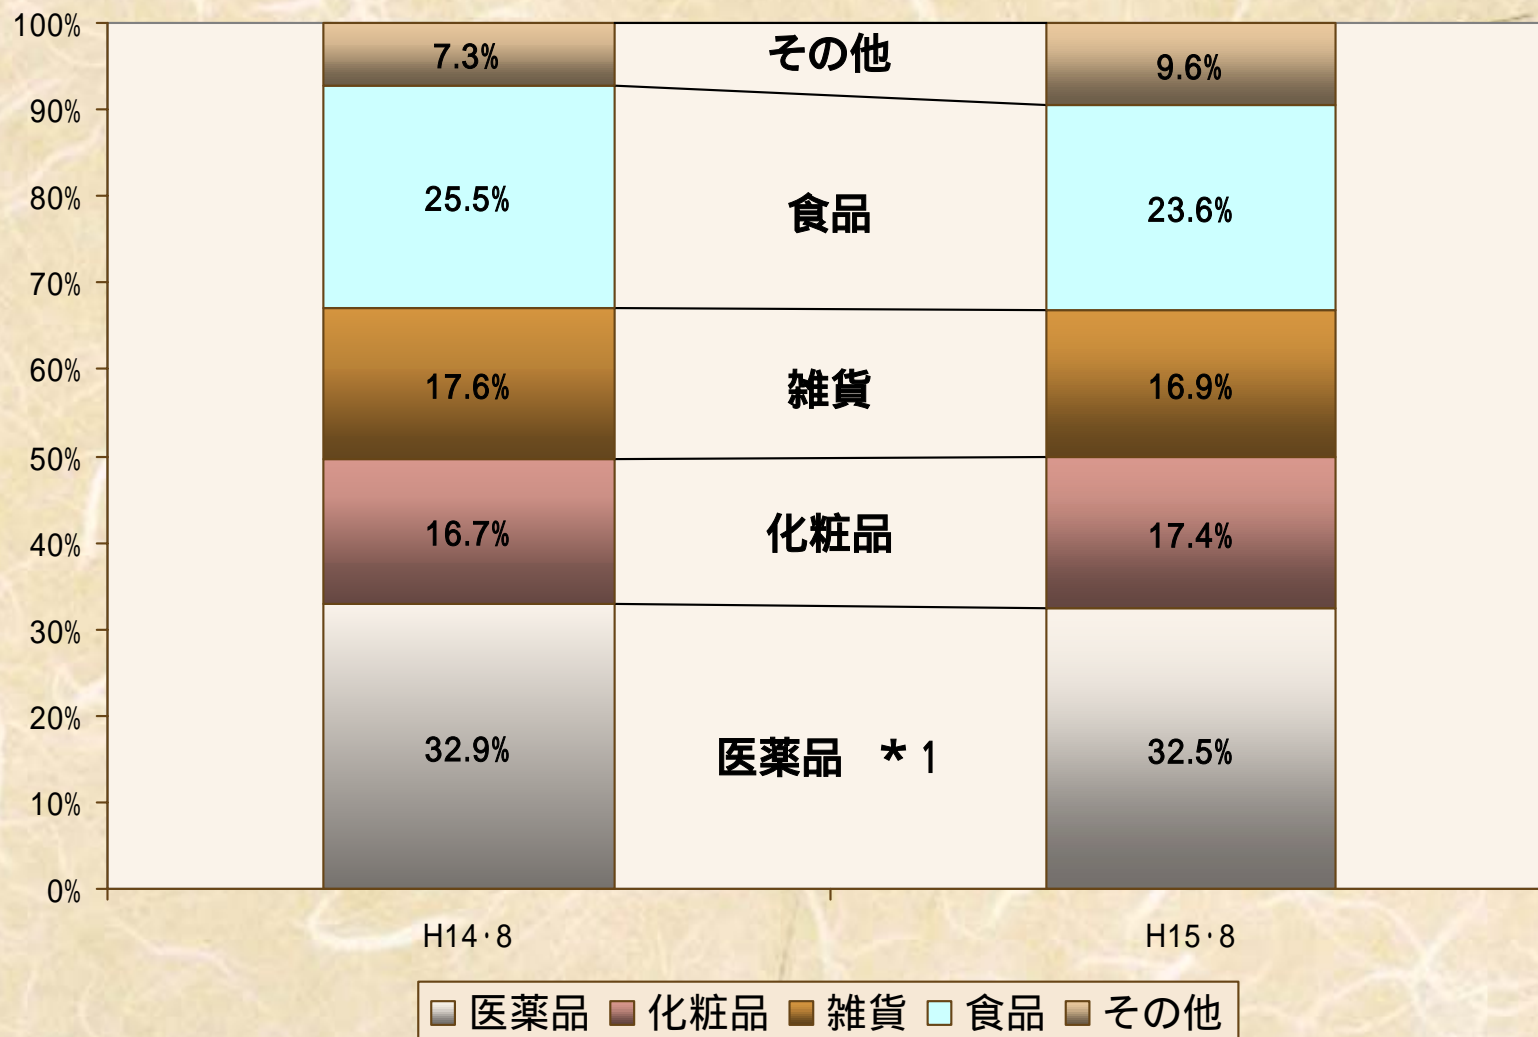 100%
90%
80%
70%
60%
50%
40%
30%
20%
10%
0%
7.3%
その他
9.6%
25.5%
食品
23.6%
17.6%
雑貨
16.9%
16.7%
化粧品
17.4%
32.9%
医薬品　＊1
32.5%
H14・8
H15・8
医薬品 化粧品 雑貨 食品 その他